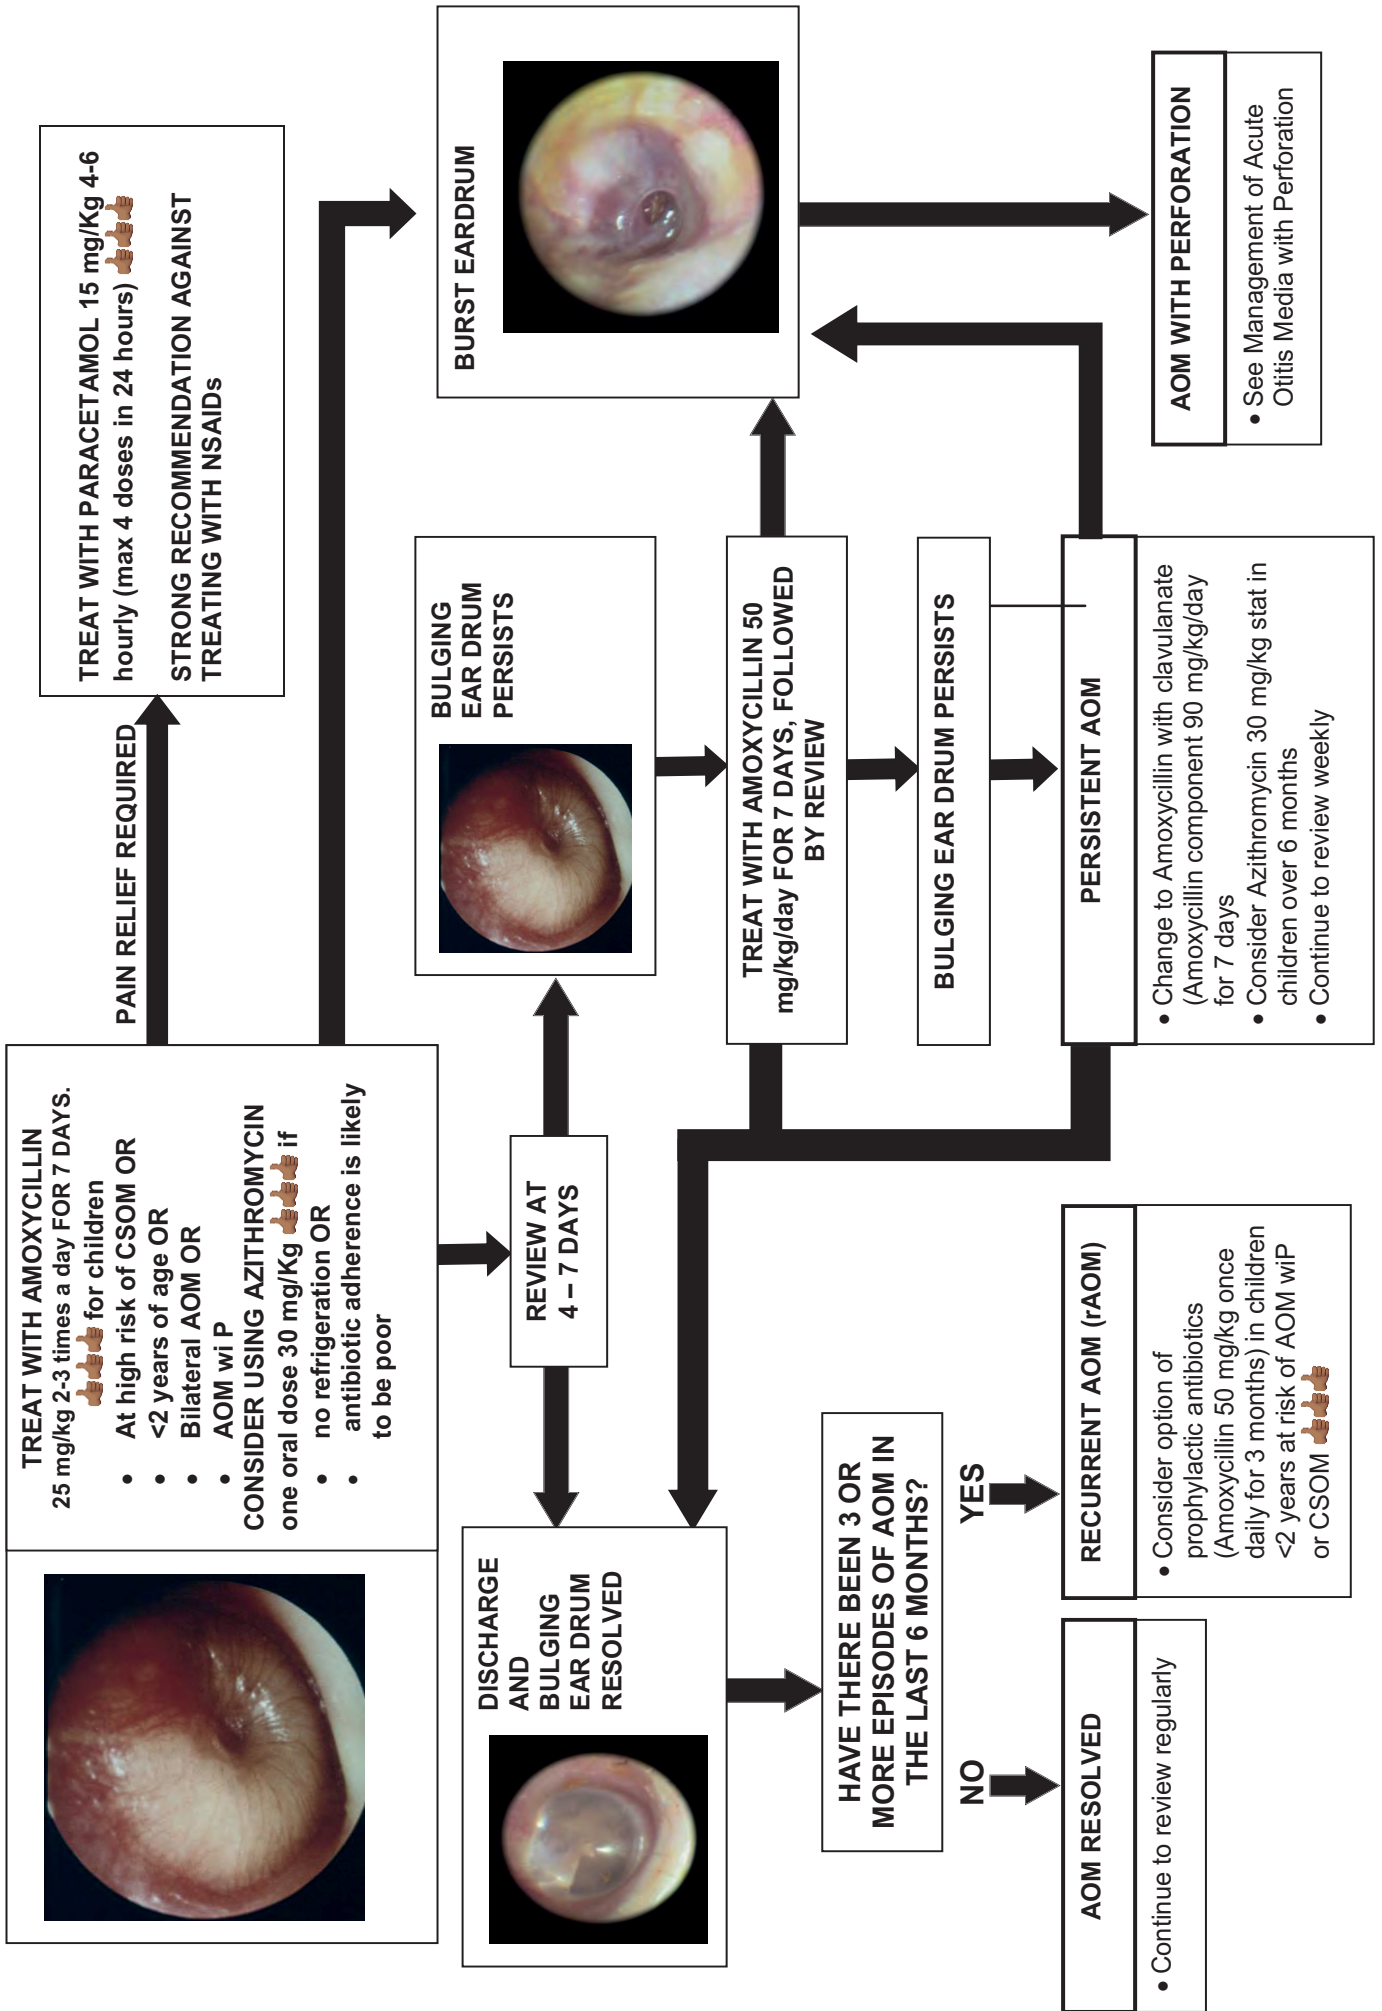 TREAT WITH AMOXYCILLIN
25 mg/kg 2-3 times a day FOR 7 DAYS.
👍🏾👍🏾👍🏾 for children
• At high risk of CSOM OR
• <2 years of age OR
• Bilateral AOM OR
• AOM wi P
CONSIDER USING AZITHROMYCIN
one oral dose 30 mg/Kg 👍🏾👍🏾👍🏾 if
• no refrigeration OR
• antibiotic adherence is likely
to be poor
PAIN RELIEF REQUIRED
TREAT WITH PARACETAMOL 15 mg/Kg 4-6
hourly (max 4 doses in 24 hours) 👍🏾👍🏾👍🏾
STRONG RECOMMENDATION AGAINST
TREATING WITH NSAIDs
REVIEW AT
4 – 7 DAYS
DISCHARGE
AND
BULGING
EAR DRUM
RESOLVED
BULGING
EAR DRUM
PERSISTS
BURST EARDRUM
TREAT WITH AMOXYCILLIN 50
mg/kg/day FOR 7 DAYS, FOLLOWED
BY REVIEW
HAVE THERE BEEN 3 OR
MORE EPISODES OF AOM IN
THE LAST 6 MONTHS?
BULGING EAR DRUM PERSISTS
NO
YES
AOM RESOLVED
• Continue to review regularly
RECURRENT AOM (rAOM)
• Consider option of
prophylactic antibiotics
(Amoxycillin 50 mg/kg once
daily for 3 months) in children
<2 years at risk of AOM wiP
or CSOM 👍🏾👍🏾👍🏾
PERSISTENT AOM
• Change to Amoxycillin with clavulanate
(Amoxycillin component 90 mg/kg/day
for 7 days
• Consider Azithromycin 30 mg/kg stat in
children over 6 months
• Continue to review weekly
AOM WITH PERFORATION
• See Management of Acute
Otitis Media with Perforation